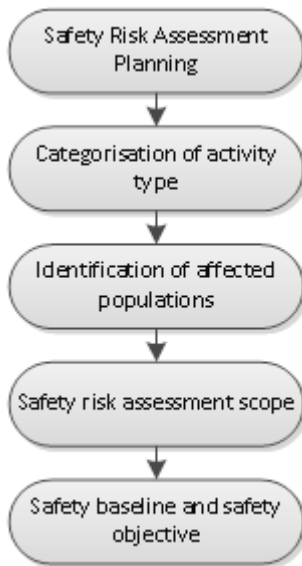 Safety Risk Assessment
Planning
Categorisation of activity
type
Identification of affected
populations
Safety risk assessment scope
Safety baseline and safety
objective